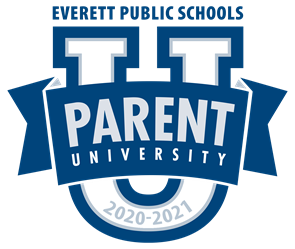 EVERETT PUBLIC SCHOOLS
U
PARENT
UNIVERSITY
2020-2021